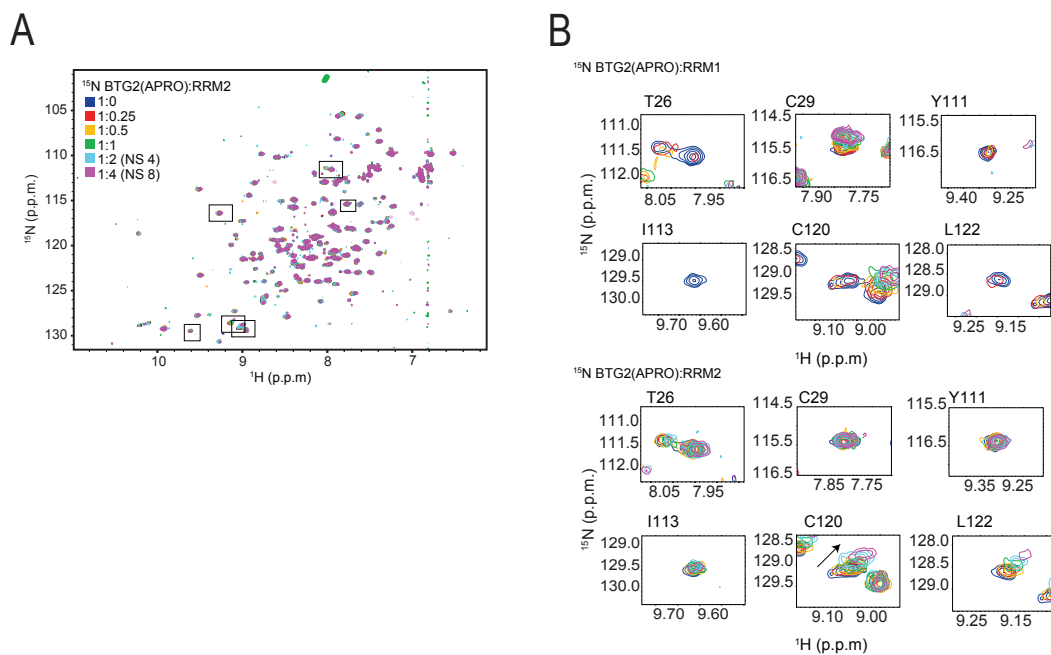 A
¹⁵N BTG2(APRO):RRM2
1:0
1:0.25
1:0.5
1:1
1:2 (NS 4)
1:4 (NS 8)
105
110
115
120
125
130
¹⁵N (p.p.m.)
10 9 8 7
¹H (p.p.m)
B
¹⁵N BTG2(APRO):RRM1
T26 C29 Y111
111.0 111.5 112.0
8.05 7.95
114.5 115.5 116.5
7.90 7.75
115.5 116.5
9.40 9.25
I113 C120 L122
129.0 129.5 130.0
9.70 9.60
128.5 129.0 129.5
9.10 9.00
128.0 128.5 129.0
9.25 9.15
¹⁵N (p.p.m.)
¹H (p.p.m)
¹⁵N BTG2(APRO):RRM2
T26 C29 Y111
111.0 111.5 112.0
8.05 7.95
114.5 115.5 116.5
7.85 7.75
115.5 116.5
9.35 9.25
I113 C120 L122
129.0 129.5 130.0
9.70 9.60
128.5 129.0 129.5
9.10 9.00
128.0 128.5 129.0
9.25 9.15
¹⁵N (p.p.m.)
¹H (p.p.m)